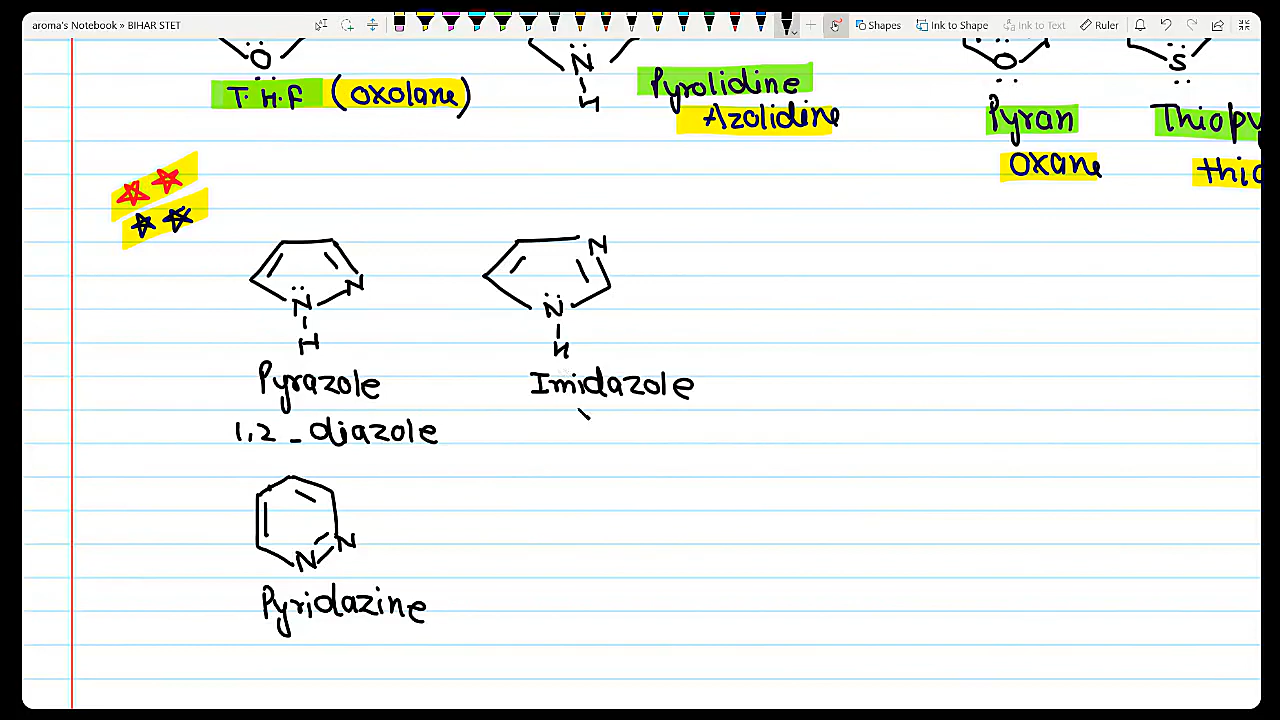 aroma's Notebook » BIHAR STET
Shapes
Ink to Shape
Ink to Text
Ruler
O
N
H
O
S
T.H.F (oxolane)
Pyrolidine
Azolidine
Pyran
Oxane
N
N
H
N
N
H
Pyrazole
Imidazole
1,2 - diazole
N
N
Pyridazine